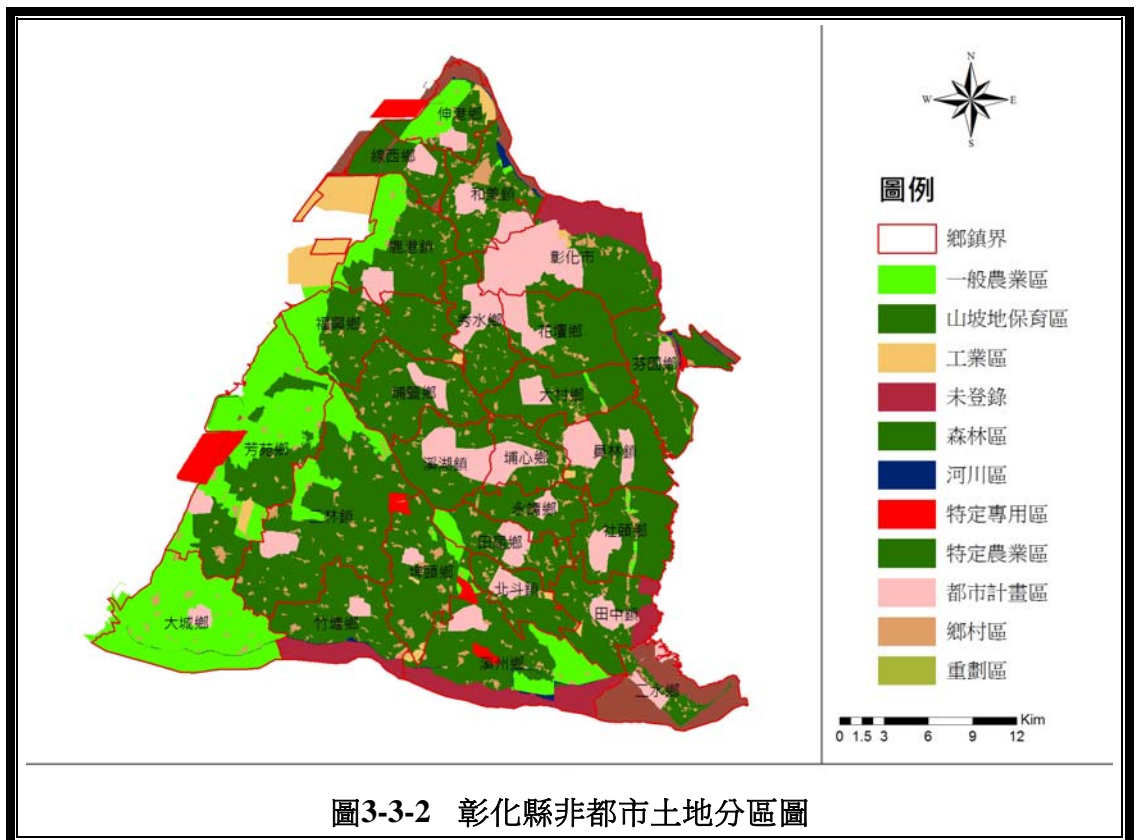 N
W
E
S
圖例
鄉鎮界
一般農業區
山坡地保育區
工業區
未登錄
森林區
河川區
特定專用區
特定農業區
都市計畫區
鄉村區
重劃區
Kim
0 1.5 3 6 9 12
伸港鄉
線西鄉
和美鎮
鹿港鎮
彰化市
福興鄉
秀水鄉
花壇鄉
芬園鄉
埔鹽鄉
大村鄉
芳苑鄉
溪湖鎮
埔心鄉
員林鎮
二林鎮
永靖鄉
田尾鄉
社頭鄉
埤頭鄉
北斗鎮
大城鄉
竹塘鄉
田中鎮
溪州鄉
二水鄉
圖3-3-2 彰化縣非都市土地分區圖